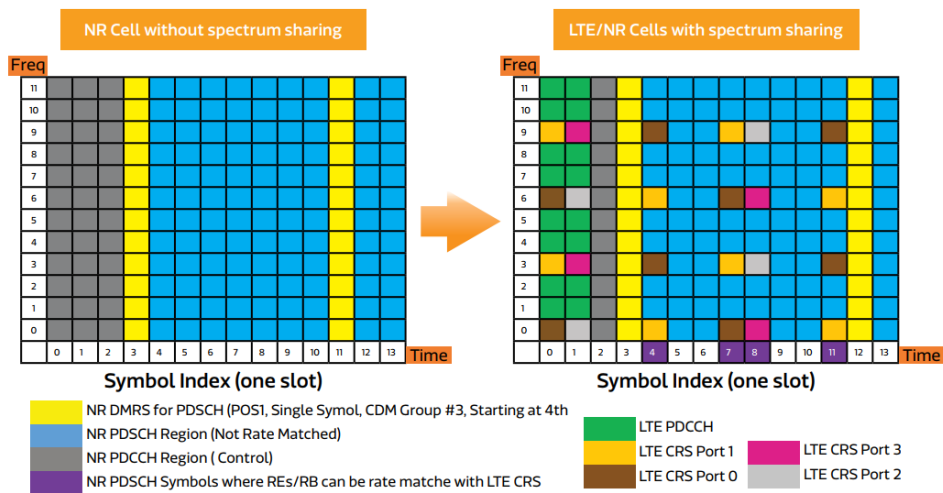 NR Cell without spectrum sharing
LTE/NR Cells with spectrum sharing
Freq
11
10
9
8
7
6
5
4
3
2
1
0
0 1 2 3 4 5 6 7 8 9 10 11 12 13
Time
Symbol Index (one slot)
Freq
11
10
9
8
7
6
5
4
3
2
1
0
0 1 2 3 4 5 6 7 8 9 10 11 12 13
Time
Symbol Index (one slot)
NR DMRS for PDSCH (POS1, Single Symol, CDM Group #3, Starting at 4th
NR PDSCH Region (Not Rate Matched)
NR PDCCH Region ( Control)
NR PDSCH Symbols where REs/RB can be rate matche with LTE CRS
LTE PDCCH
LTE CRS Port 1
LTE CRS Port 0
LTE CRS Port 3
LTE CRS Port 2